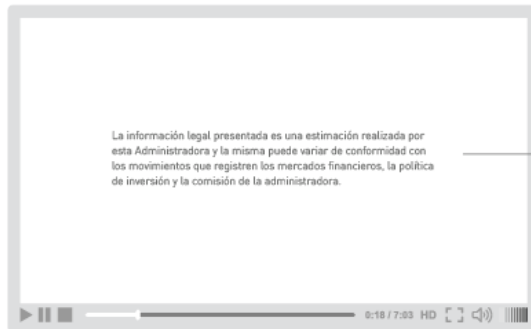 La información legal presentada es una estimación realizada por
esta Administradora y la misma puede variar de conformidad con
los movimientos que registren los mercados financieros, la política
de inversión y la comisión de la administradora.
0:18 / 7:03 HD